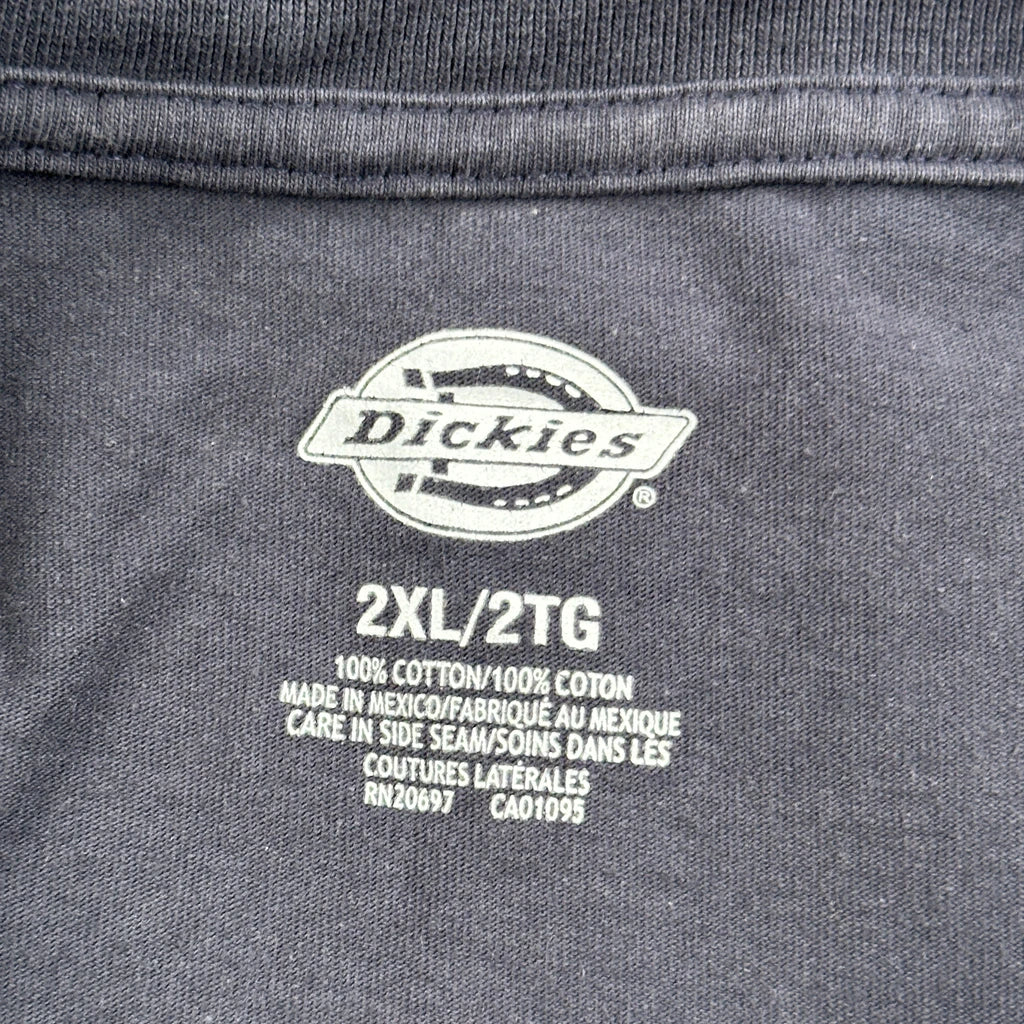 Dickies
®
2XL/2TG
100% COTTON/100% COTON
MADE IN MEXICO/FABRIQUÉ AU MEXIQUE
CARE IN SIDE SEAM/SOINS DANS LES
COUTURES LATÉRALES
RN20697 CA01095